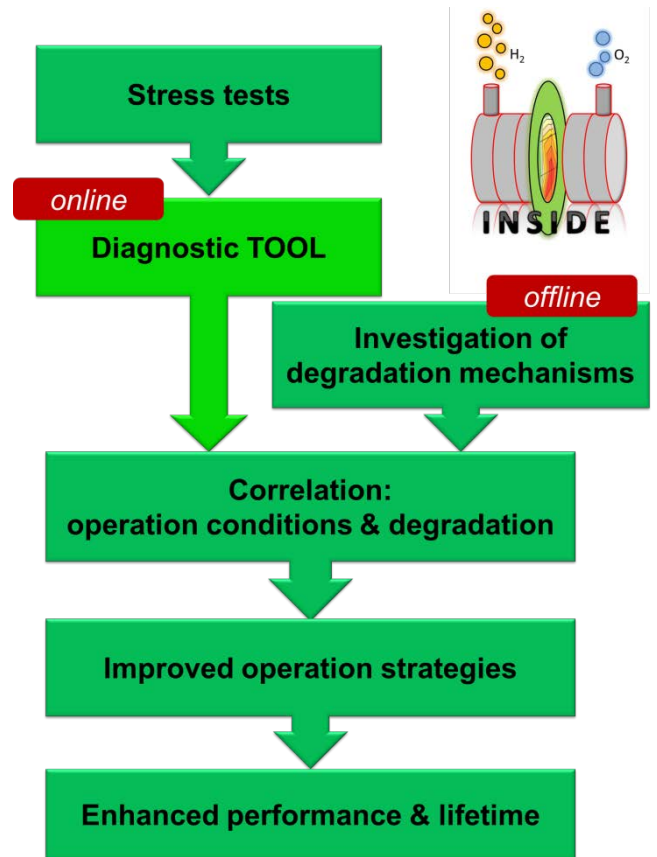 H₂
O₂
INSIDE
Stress tests
online
Diagnostic TOOL
offline
Investigation of
degradation mechanisms
Correlation:
operation conditions & degradation
Improved operation strategies
Enhanced performance & lifetime